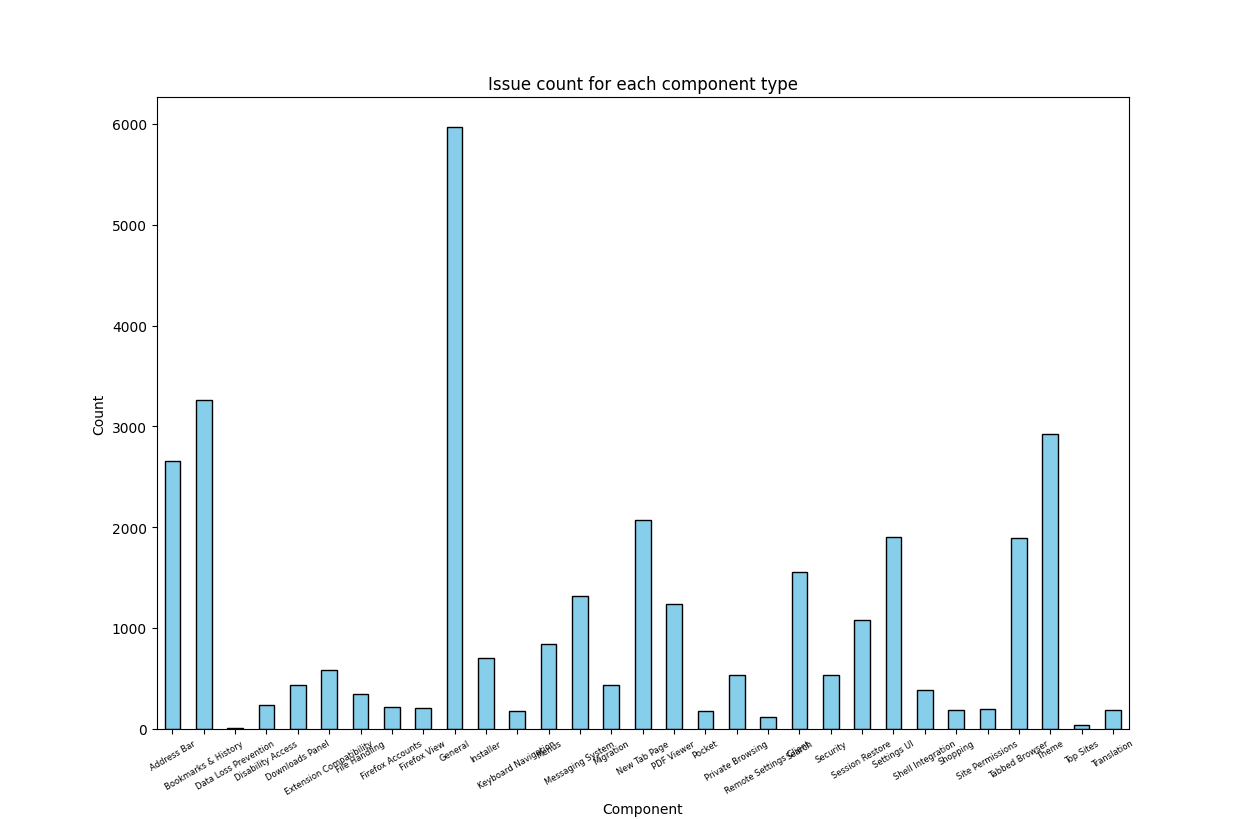 Issue count for each component type
6000
5000
4000
3000
2000
1000
0
Count
Address Bar
Bookmarks & History
Data Loss Prevention
Disability Access
Downloads Panel
Extension Compatibility
File Handling
Firefox Accounts
Firefox View
General
Installer
Keyboard Navigation
Menus
Messaging System
Migration
New Tab Page
PDF Viewer
Pocket
Private Browsing
Remote Settings Client
Search
Security
Session Restore
Settings UI
Shell Integration
Shopping
Site Permissions
Tabbed Browser
Theme
Top Sites
Translation
Component